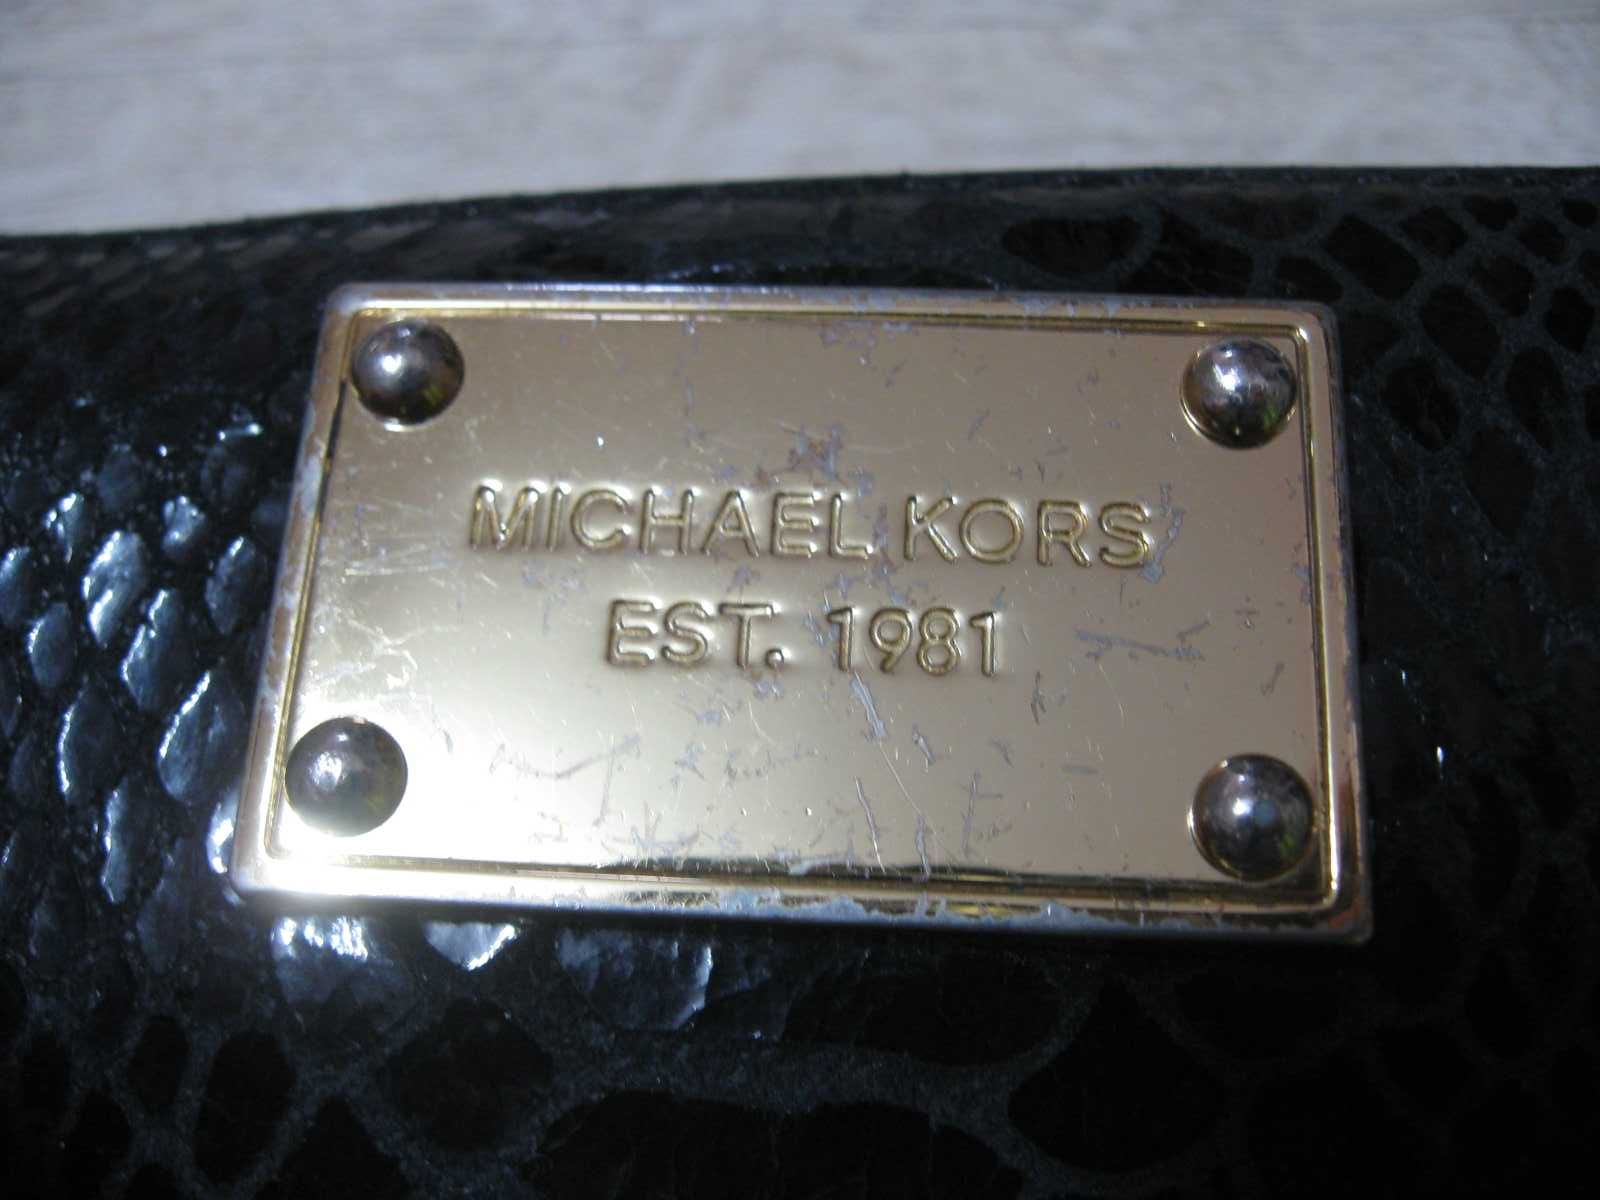 MICHAEL KORS
EST. 1981